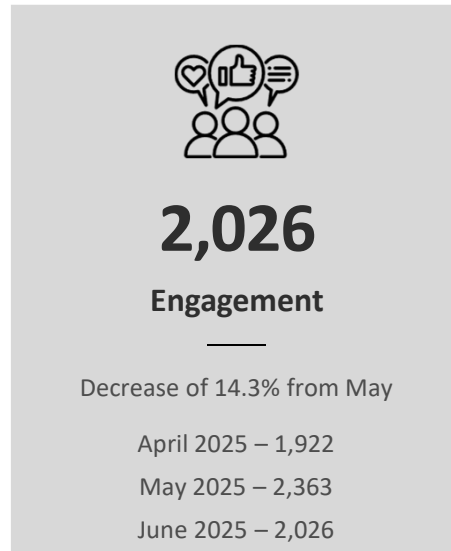 2,026
Engagement
Decrease of 14.3% from May
April 2025 – 1,922
May 2025 – 2,363
June 2025 – 2,026